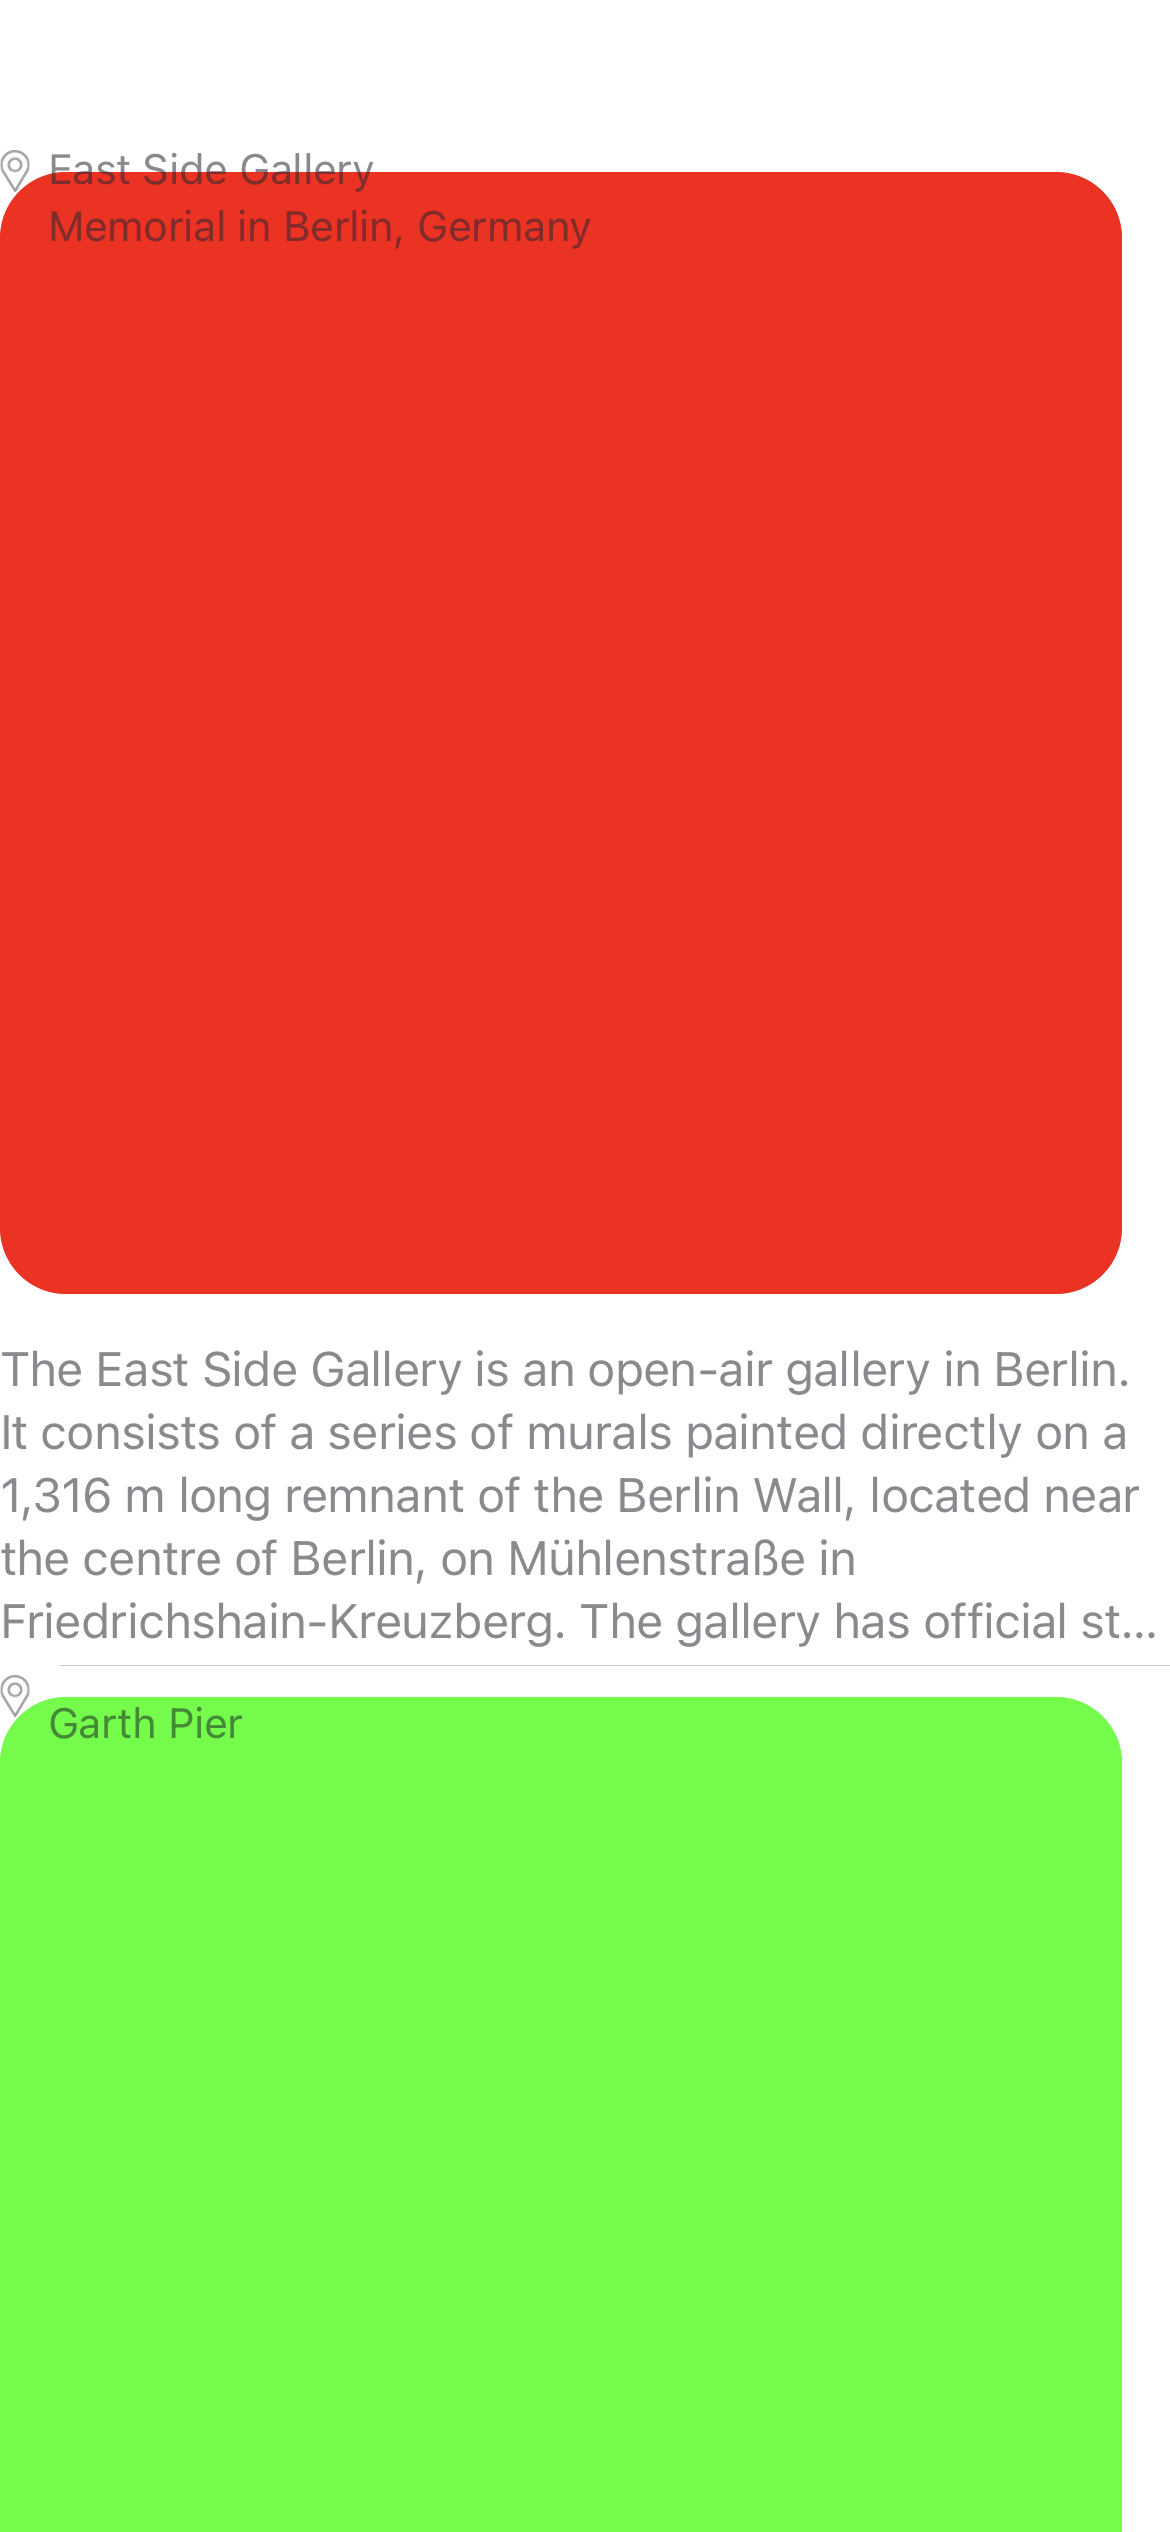 East Side Gallery
Memorial in Berlin, Germany
The East Side Gallery is an open-air gallery in Berlin.
It consists of a series of murals painted directly on a
1,316 m long remnant of the Berlin Wall, located near
the centre of Berlin, on Mühlenstraße in
Friedrichshain-Kreuzberg. The gallery has official st...
Garth Pier